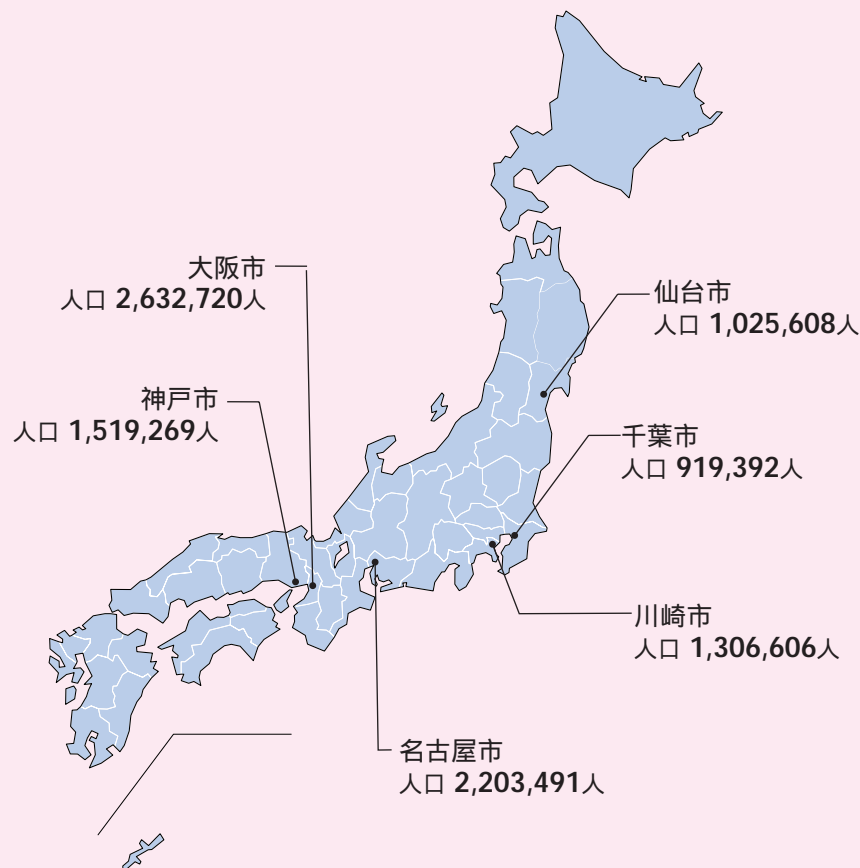 大阪市
人口 2,632,720人
仙台市
人口 1,025,608人
神戸市
人口 1,519,269人
千葉市
人口 919,392人
川崎市
人口 1,306,606人
名古屋市
人口 2,203,491人